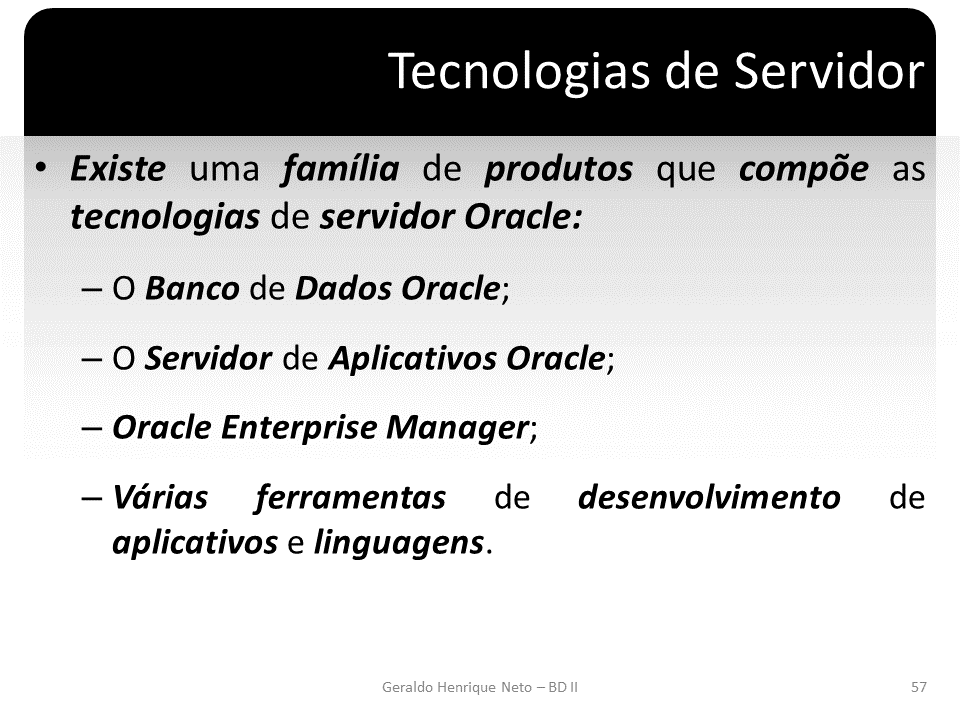 Tecnologias de Servidor
• Existe uma família de produtos que compõe as
tecnologias de servidor Oracle:
– O Banco de Dados Oracle;
– O Servidor de Aplicativos Oracle;
– Oracle Enterprise Manager;
– Várias ferramentas de desenvolvimento de
aplicativos e linguagens.
Geraldo Henrique Neto – BD II
57